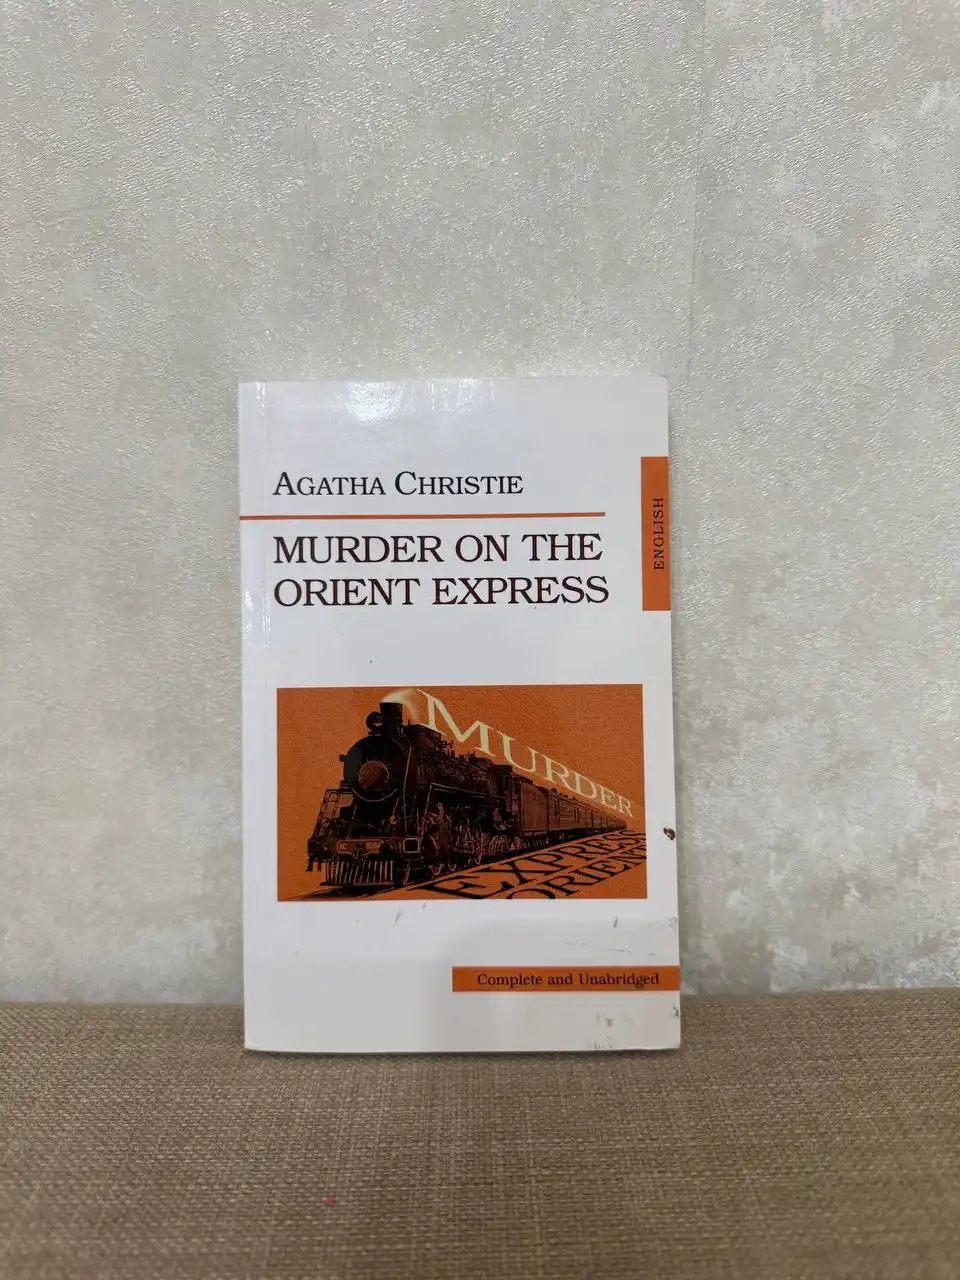 AGATHA CHRISTIE
MURDER ON THE
ORIENT EXPRESS
ENGLISH
MURDER
EXPRESS
ORIENT
Complete and Unabridged